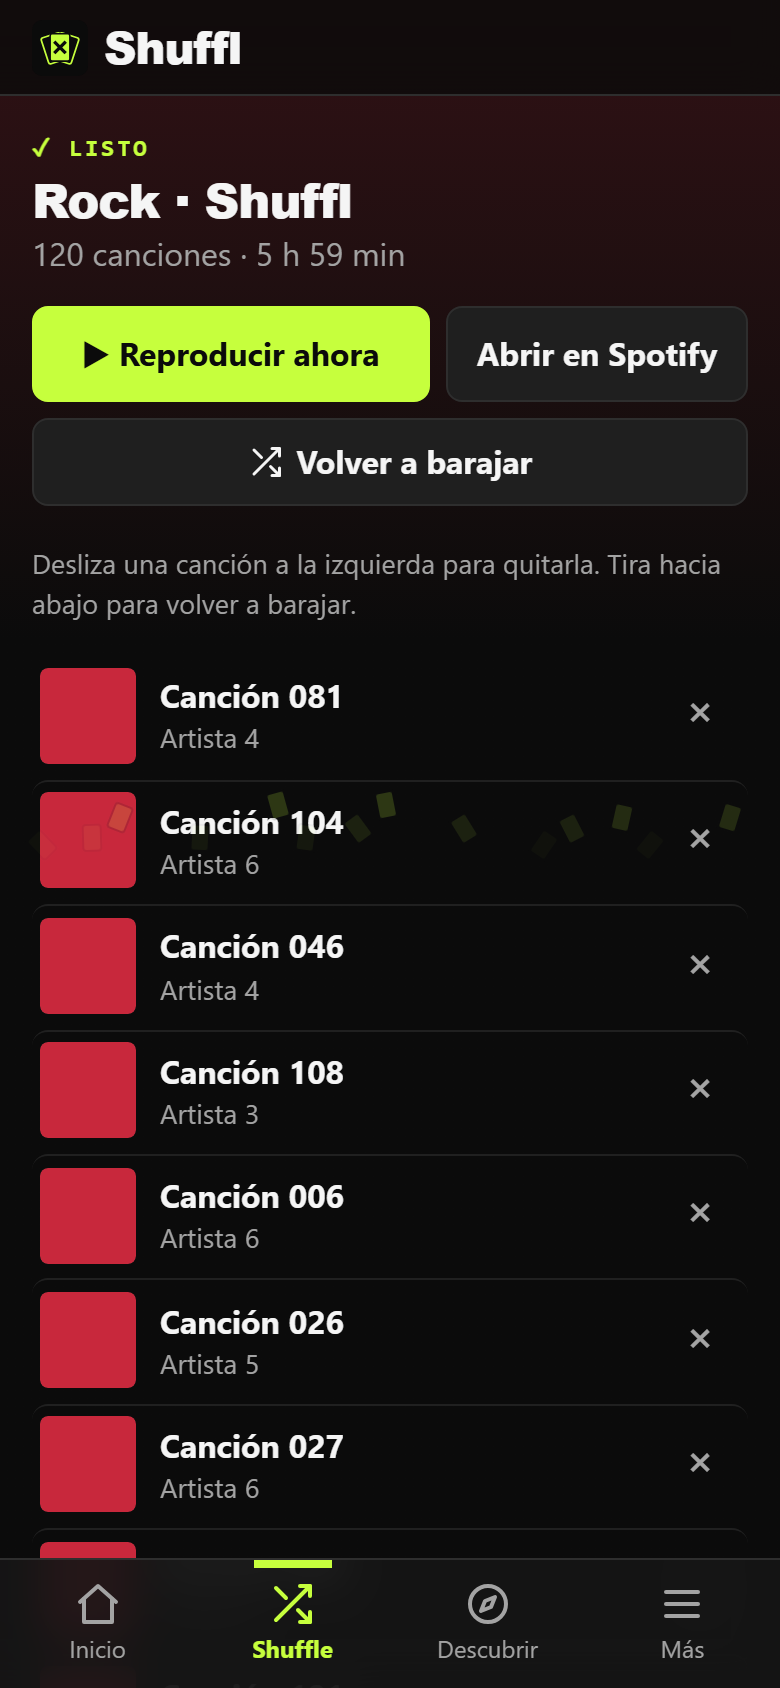 Shuffl
✓ LISTO
Rock · Shuffl
120 canciones · 5 h 59 min
▶ Reproducir ahora
Abrir en Spotify
Volver a barajar
Desliza una canción a la izquierda para quitarla. Tira hacia
abajo para volver a barajar.
Canción 081
Artista 4
Canción 104
Artista 6
Canción 046
Artista 4
Canción 108
Artista 3
Canción 006
Artista 6
Canción 026
Artista 5
Canción 027
Artista 6
Inicio
Shuffle
Descubrir
Más